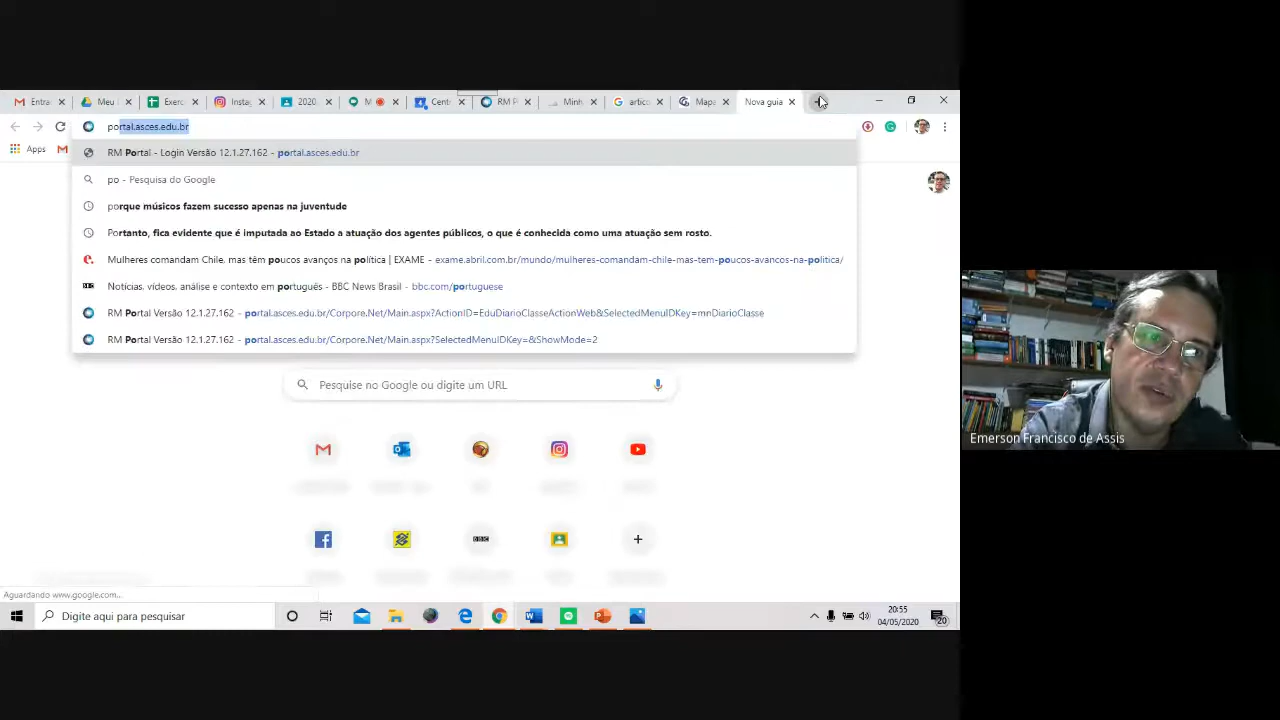 Entra
Meu
Exerc
Instag
2020
M
Centr
RM P
Minh
artico
Mapa
Nova guia
portal.asces.edu.br
Apps
RM Portal - Login Versão 12.1.27.162 - portal.asces.edu.br
po - Pesquisa do Google
porque músicos fazem sucesso apenas na juventude
Portanto, fica evidente que é imputada ao Estado a atuação dos agentes públicos, o que é conhecida como uma atuação sem rosto.
Mulheres comandam Chile, mas têm poucos avanços na política | EXAME - exame.abril.com.br/mundo/mulheres-comandam-chile-mas-tem-poucos-avancos-na-politica/
BBC Notícias, vídeos, análise e contexto em português - BBC News Brasil - bbc.com/portuguese
RM Portal Versão 12.1.27.162 - portal.asces.edu.br/Corpore.Net/Main.aspx?ActionID=EduDiarioClasseActionWeb&SelectedMenuIDKey=mnDiarioClasse
RM Portal Versão 12.1.27.162 - portal.asces.edu.br/Corpore.Net/Main.aspx?SelectedMenuIDKey=&ShowMode=2
Pesquise no Google ou digite um URL
BBC
Aguardando www.google.com...
Digite aqui para pesquisar
20:55
04/05/2020
20
Emerson Francisco de Assis